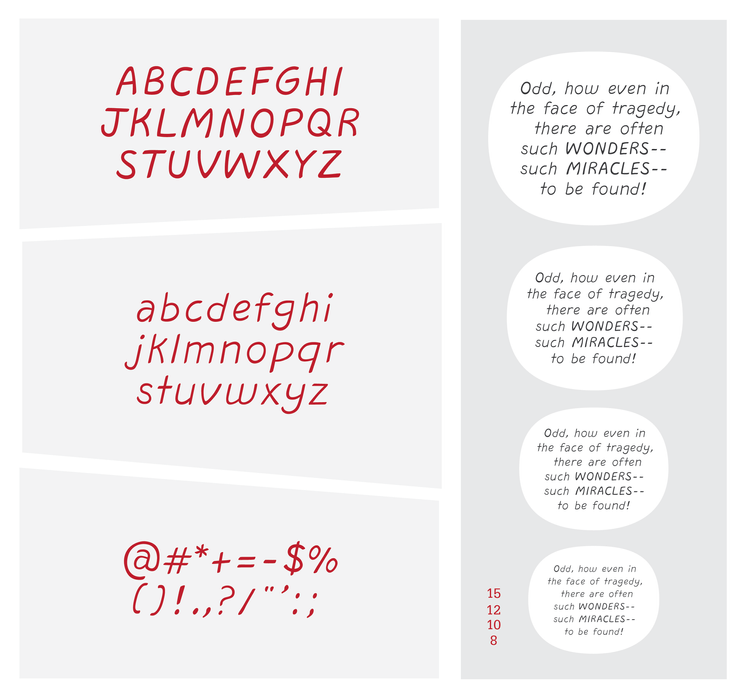 ABCDEFGHI
JKLMNOPQR
STUVWXYZ
abcdefghi
jklmnopqr
stuvwxyz
@#*+=-$%
()!.,?/"':;
Odd, how even in
the face of tragedy,
there are often
such WONDERS--
such MIRACLES--
to be found!
Odd, how even in
the face of tragedy,
there are often
such WONDERS--
such MIRACLES--
to be found!
Odd, how even in
the face of tragedy,
there are often
such WONDERS--
such MIRACLES--
to be found!
Odd, how even in
the face of tragedy,
there are often
such WONDERS--
such MIRACLES--
to be found!
15
12
10
8